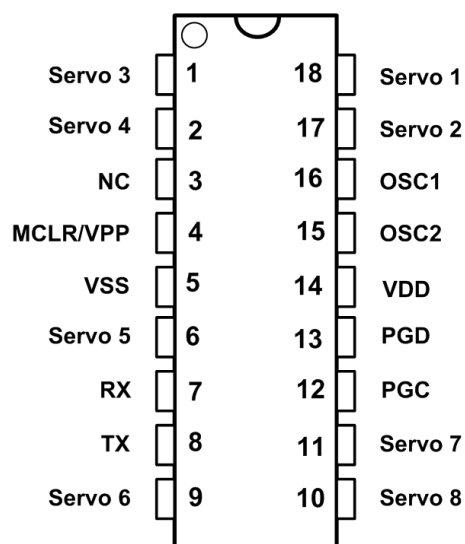 Servo 3 1 18 Servo 1
Servo 4 2 17 Servo 2
NC 3 16 OSC1
MCLR/VPP 4 15 OSC2
VSS 5 14 VDD
Servo 5 6 13 PGD
RX 7 12 PGC
TX 8 11 Servo 7
Servo 6 9 10 Servo 8